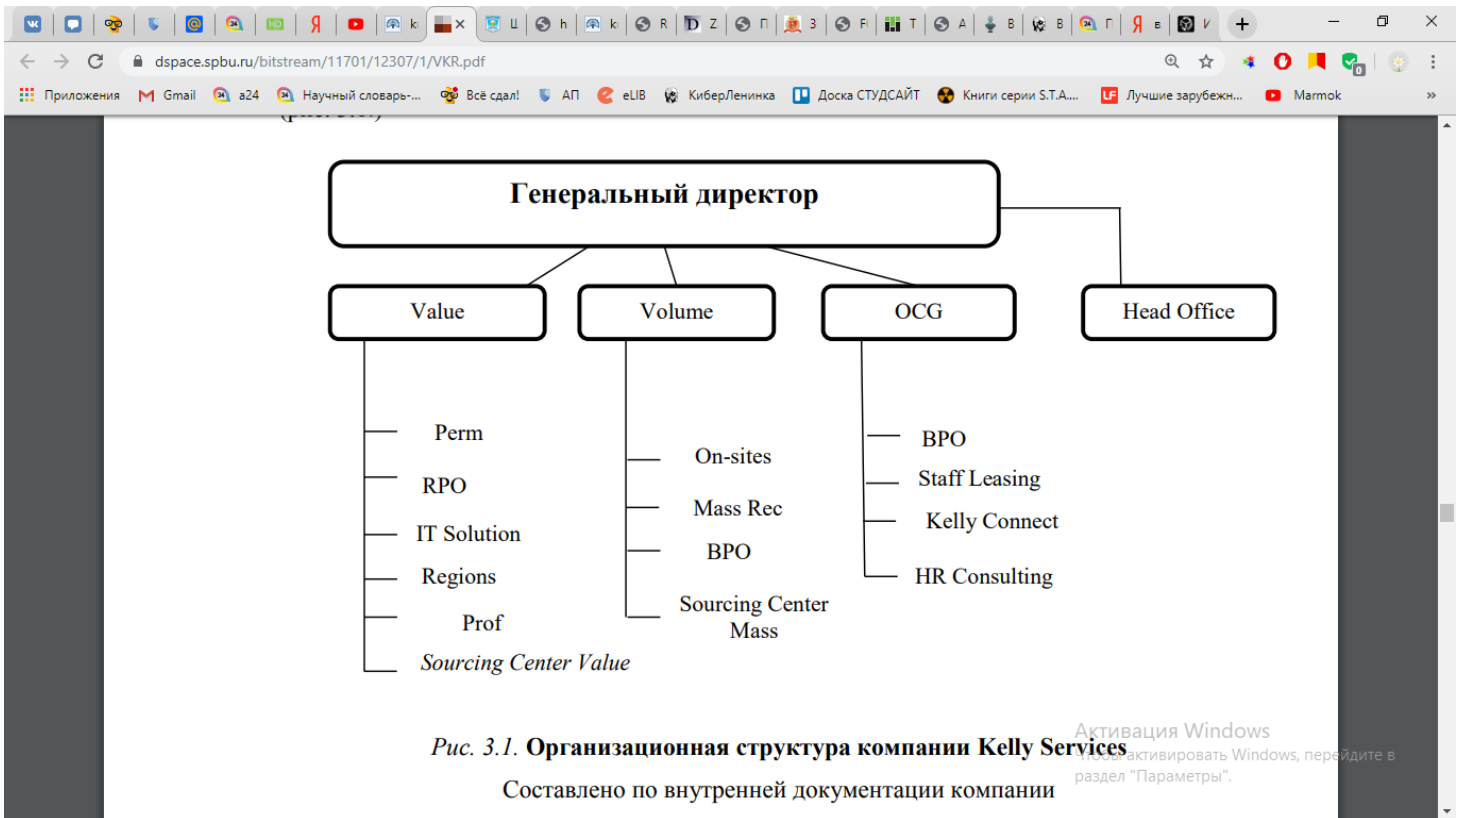 k
Ц
h
k
R
Z
П
З
F
Т
А
В
В
П
в
И
dspace.spbu.ru/bitstream/11701/12307/1/VKR.pdf
Приложения Gmail a24 Научный словарь-... Всё сдал! АП eLIB КиберЛенинка Доска СТУДСАЙТ Книги серии S.T.A.... Лучшие зарубежн... Marmok »
Генеральный директор
Value
Volume
OCG
Head Office
Perm
RPO
IT Solution
Regions
Prof
Sourcing Center Value
On-sites
Mass Rec
BPO
Sourcing Center
Mass
BPO
Staff Leasing
Kelly Connect
HR Consulting
Рис. 3.1. Организационная структура компании Kelly Services
Составлено по внутренней документации компании
Активация Windows
Чтобы активировать Windows, перейдите в
раздел "Параметры".